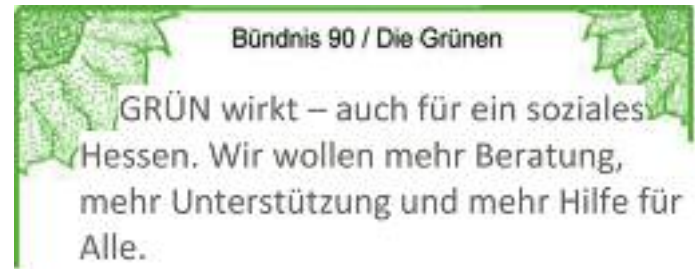 Bündnis 90 / Die Grünen
GRÜN wirkt – auch für ein soziales
Hessen. Wir wollen mehr Beratung,
mehr Unterstützung und mehr Hilfe für
Alle.